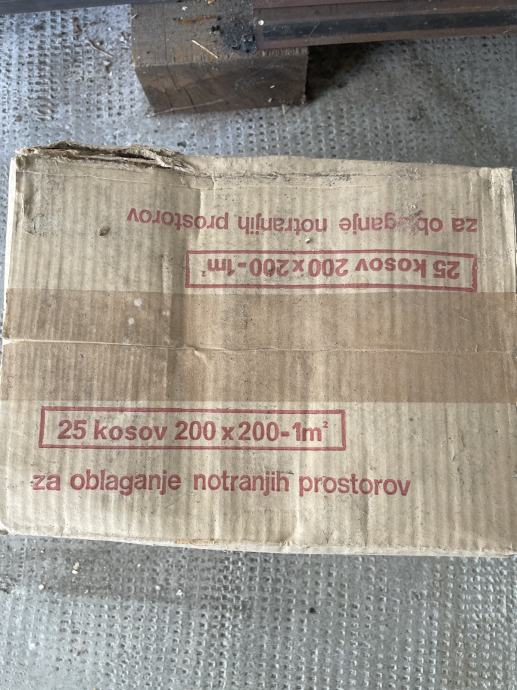 za oblaganje notranjih prostorov
25 kosov 200 x 200-1m²
25 kosov 200 x 200-1m²
za oblaganje notranjih prostorov